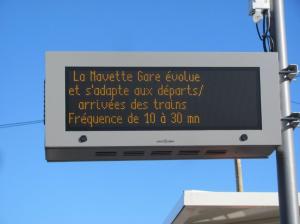 La Navette Gare évolue
et s'adapte aux départs/
arrivées des trains
Fréquence de 10 à 30 mn